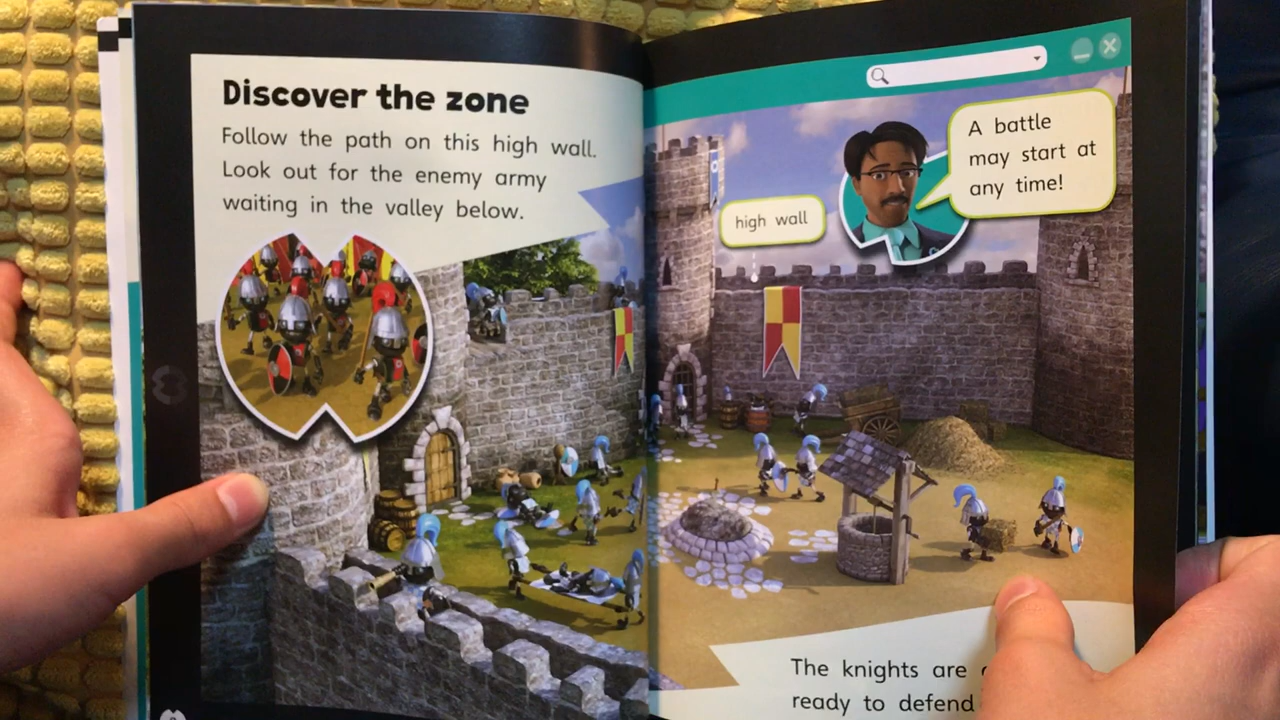 Discover the zone
Follow the path on this high wall.
Look out for the enemy army
waiting in the valley below.
high wall
A battle
may start at
any time!
The knights are
ready to defend